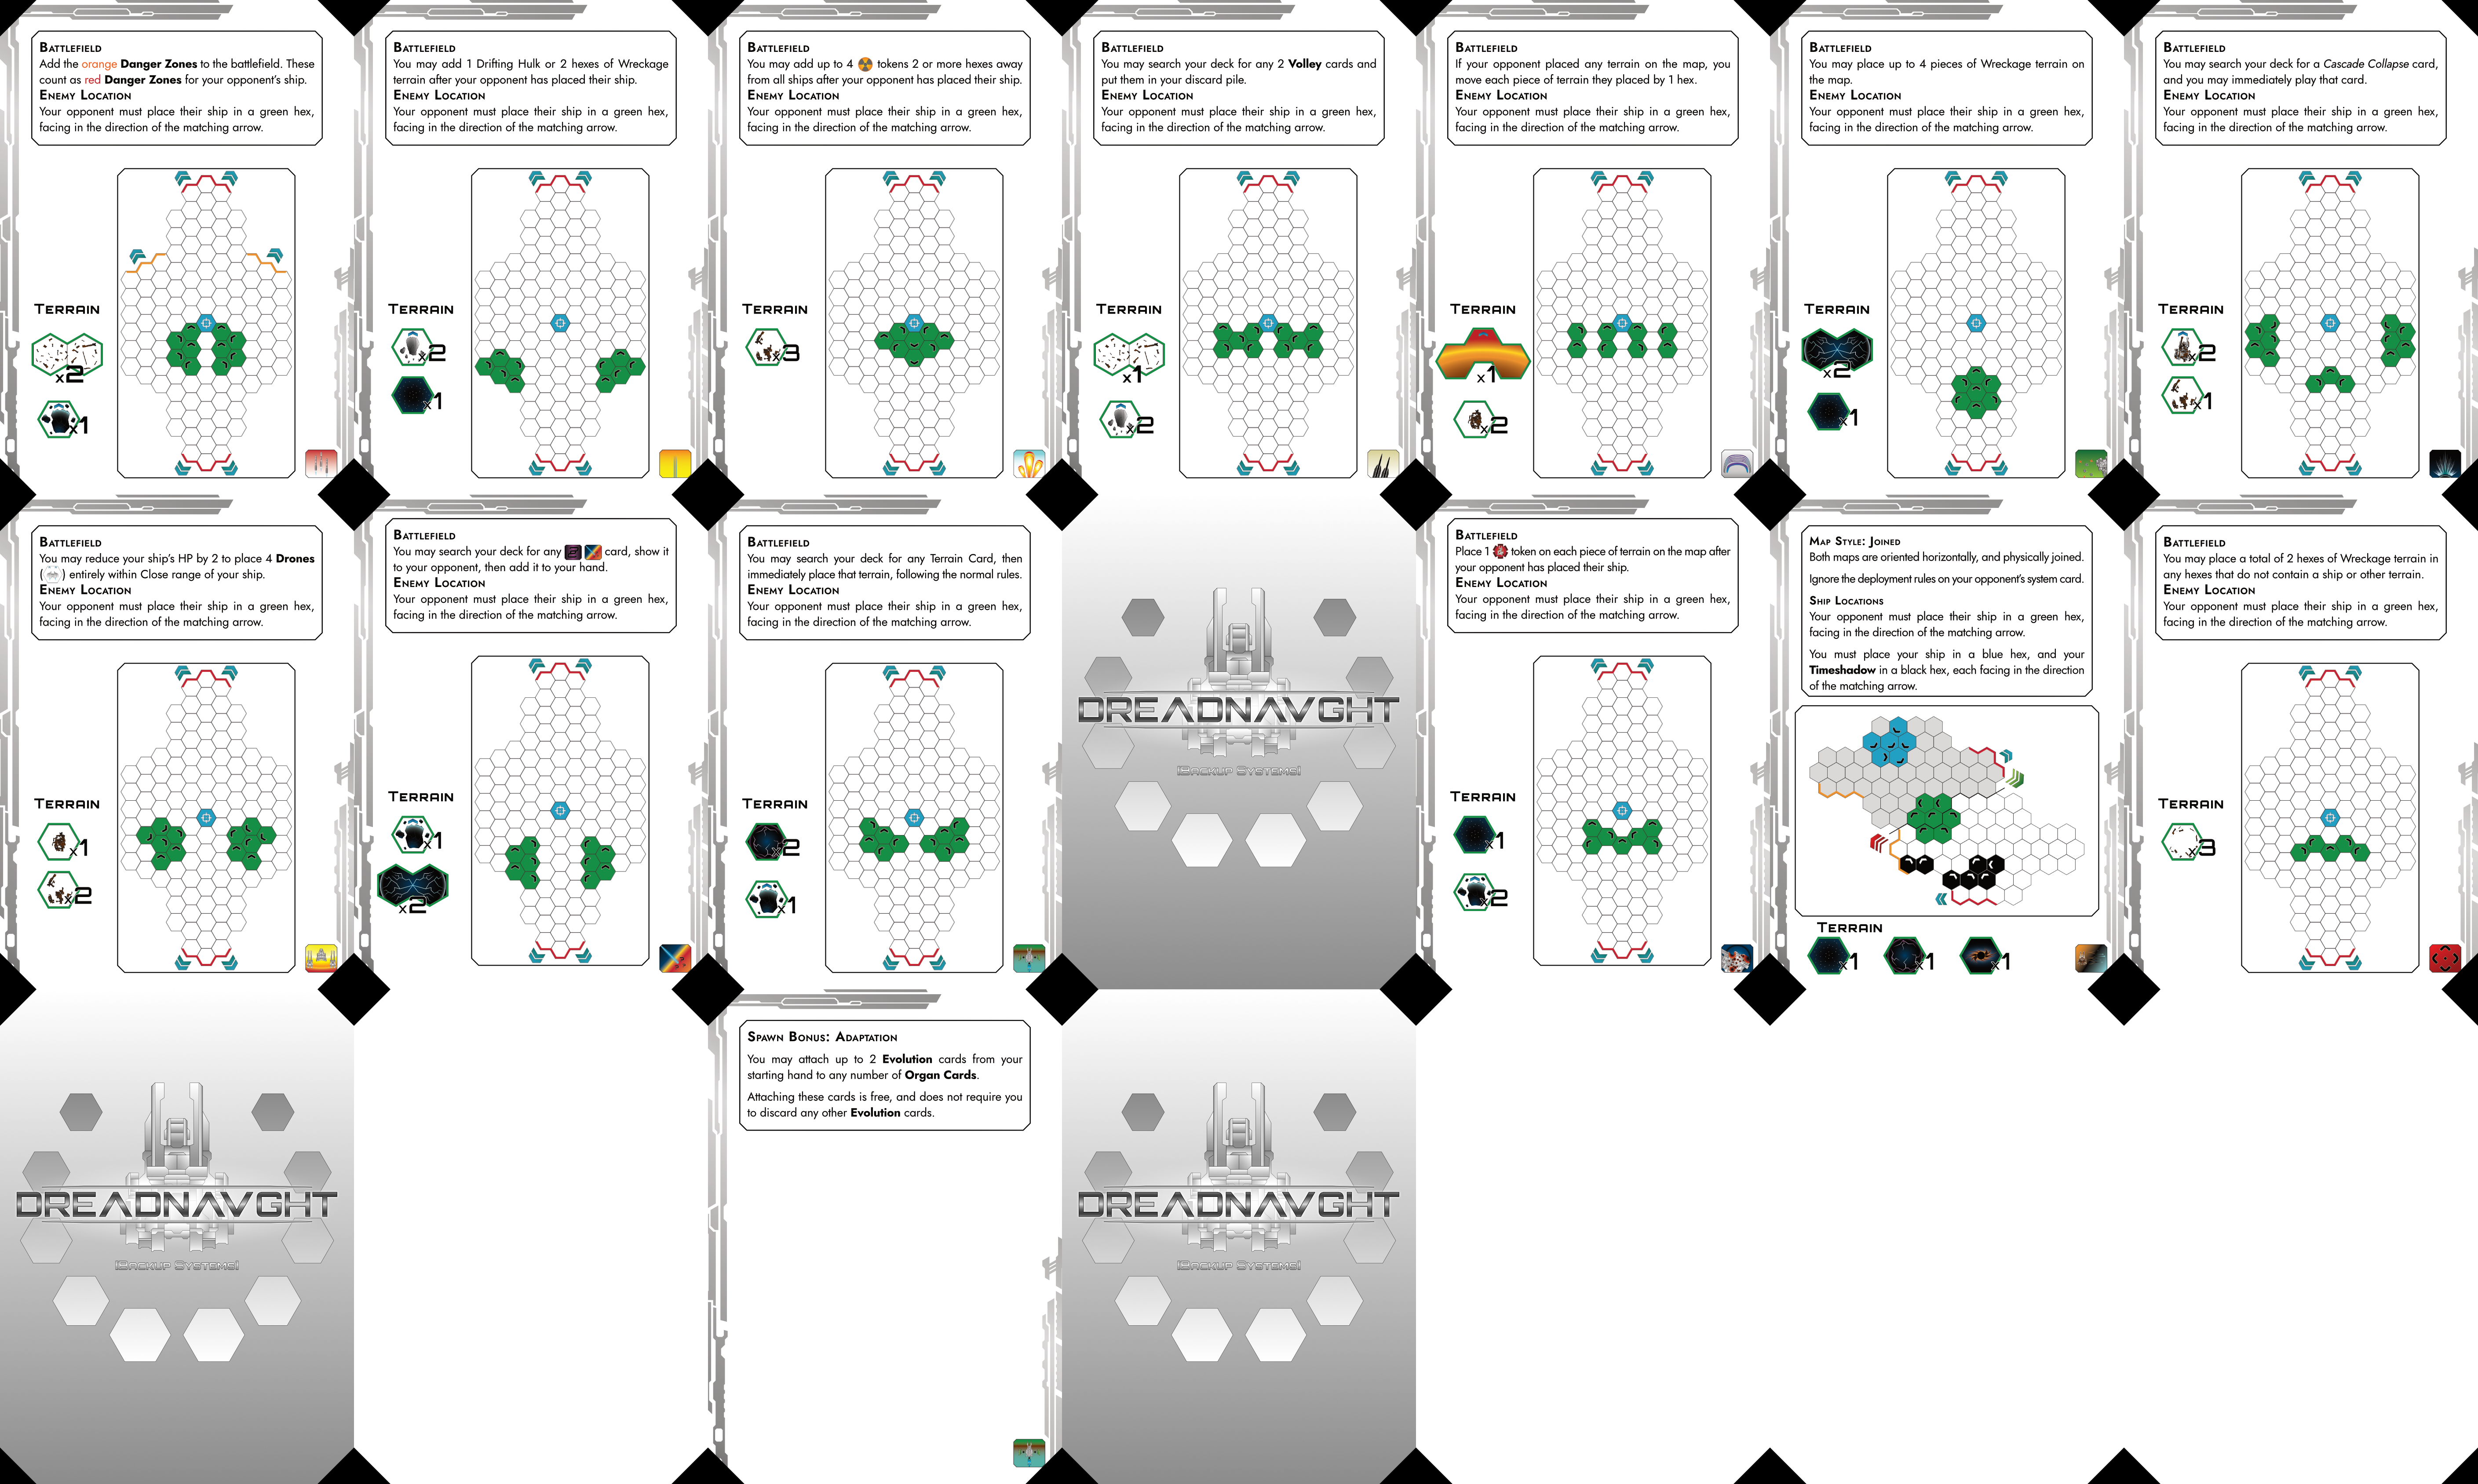 BATTLEFIELD
Add the orange Danger Zones to the battlefield. These
count as red Danger Zones for your opponent's ship.
ENEMY LOCATION
Your opponent must place their ship in a green hex,
facing in the direction of the matching arrow.
TERRAIN
x2
x1
BATTLEFIELD
You may add 1 Drifting Hulk or 2 hexes of Wreckage
terrain after your opponent has placed their ship.
ENEMY LOCATION
Your opponent must place their ship in a green hex,
facing in the direction of the matching arrow.
TERRAIN
x2
x1
BATTLEFIELD
You may add up to 4 tokens 2 or more hexes away
from all ships after your opponent has placed their ship.
ENEMY LOCATION
Your opponent must place their ship in a green hex,
facing in the direction of the matching arrow.
TERRAIN
x3
BATTLEFIELD
You may search your deck for any 2 Volley cards and
put them in your discard pile.
ENEMY LOCATION
Your opponent must place their ship in a green hex,
facing in the direction of the matching arrow.
TERRAIN
x1
x2
BATTLEFIELD
If your opponent placed any terrain on the map, you
move each piece of terrain they placed by 1 hex.
ENEMY LOCATION
Your opponent must place their ship in a green hex,
facing in the direction of the matching arrow.
TERRAIN
x1
x2
BATTLEFIELD
You may place up to 4 pieces of Wreckage terrain on
the map.
ENEMY LOCATION
Your opponent must place their ship in a green hex,
facing in the direction of the matching arrow.
TERRAIN
x2
x1
BATTLEFIELD
You may search your deck for a Cascade Collapse card,
and you may immediately play that card.
ENEMY LOCATION
Your opponent must place their ship in a green hex,
facing in the direction of the matching arrow.
TERRAIN
x2
x1
BATTLEFIELD
You may reduce your ship's HP by 2 to place 4 Drones
( ) entirely within Close range of your ship.
ENEMY LOCATION
Your opponent must place their ship in a green hex,
facing in the direction of the matching arrow.
TERRAIN
x1
x2
BATTLEFIELD
You may search your deck for any card, show it
to your opponent, then add it to your hand.
ENEMY LOCATION
Your opponent must place their ship in a green hex,
facing in the direction of the matching arrow.
TERRAIN
x1
x2
BATTLEFIELD
You may search your deck for any Terrain Card, then
immediately place that terrain, following the normal rules.
ENEMY LOCATION
Your opponent must place their ship in a green hex,
facing in the direction of the matching arrow.
TERRAIN
x2
x1
DREADNAVGHT
[BACKUP SYSTEMS]
BATTLEFIELD
Place 1 token on each piece of terrain on the map after
your opponent has placed their ship.
ENEMY LOCATION
Your opponent must place their ship in a green hex,
facing in the direction of the matching arrow.
TERRAIN
x1
x2
MAP STYLE: JOINED
Both maps are oriented horizontally, and physically joined.
Ignore the deployment rules on your opponent's system card.
SHIP LOCATIONS
Your opponent must place their ship in a green hex,
facing in the direction of the matching arrow.
You must place your ship in a blue hex, and your
Timeshadow in a black hex, each facing in the direction
of the matching arrow.
TERRAIN
x1
x1
x1
BATTLEFIELD
You may place a total of 2 hexes of Wreckage terrain in
any hexes that do not contain a ship or other terrain.
ENEMY LOCATION
Your opponent must place their ship in a green hex,
facing in the direction of the matching arrow.
TERRAIN
x3
DREADNAVGHT
[BACKUP SYSTEMS]
SPAWN BONUS: ADAPTATION
You may attach up to 2 Evolution cards from your
starting hand to any number of Organ Cards.
Attaching these cards is free, and does not require you
to discard any other Evolution cards.
DREADNAVGHT
[BACKUP SYSTEMS]